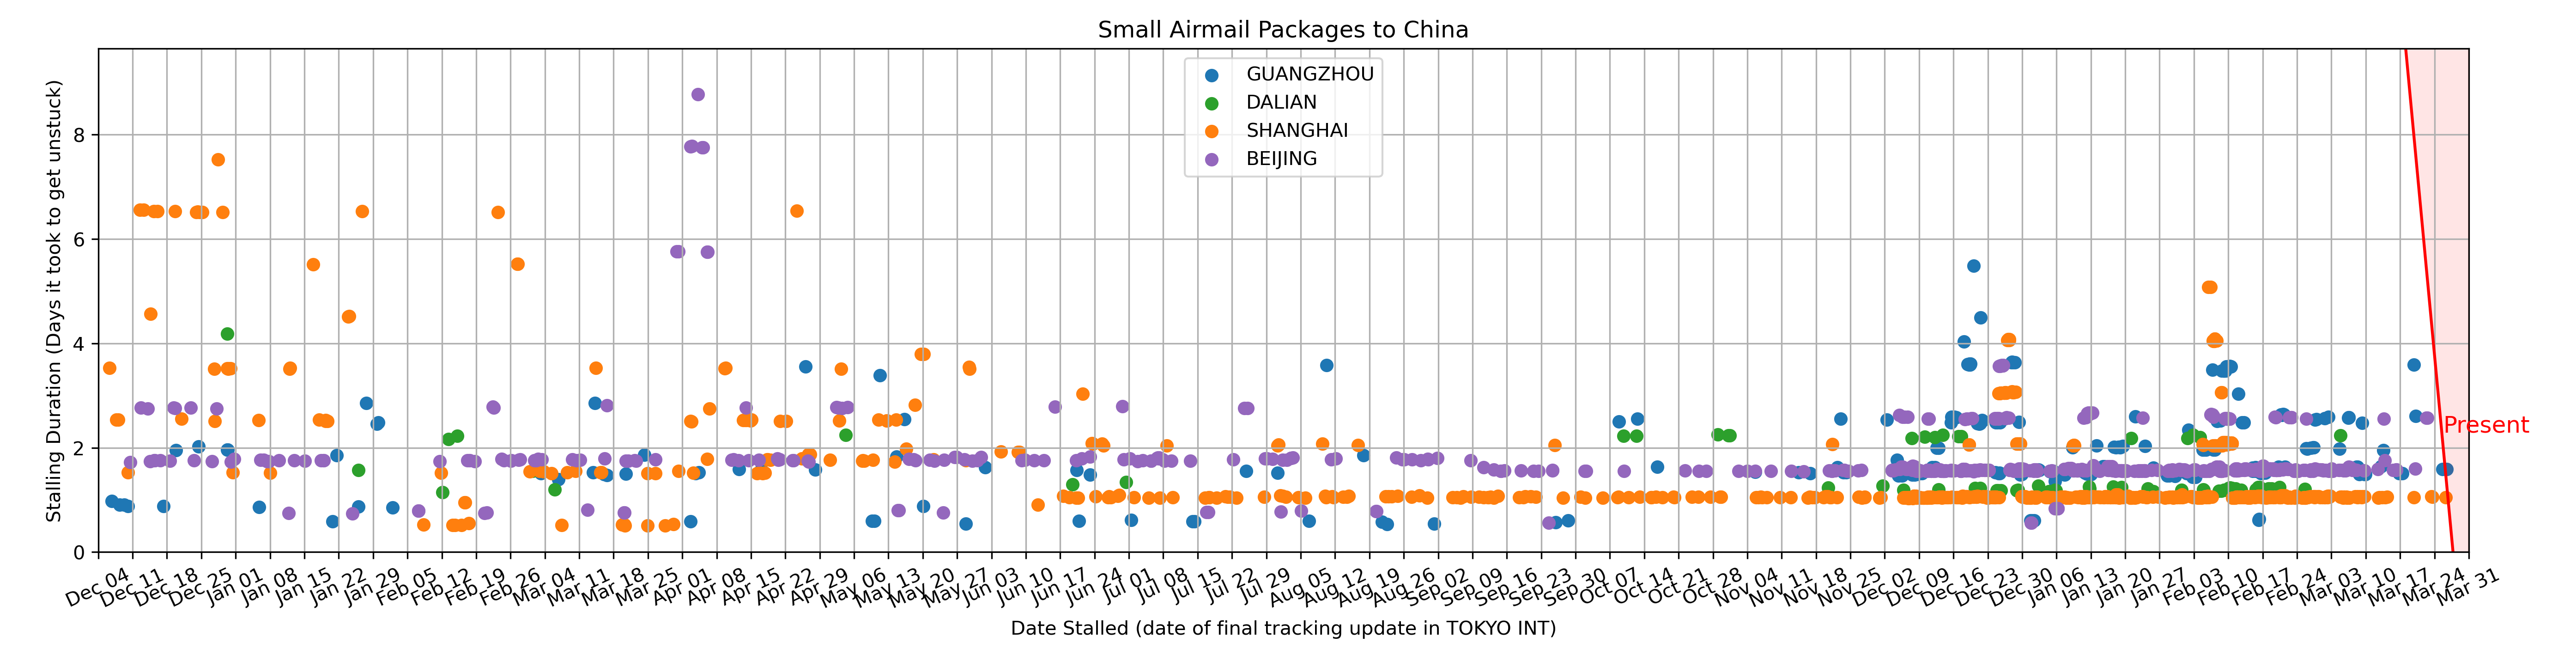 Small Airmail Packages to China
GUANGZHOU
DALIAN
SHANGHAI
BEIJING
Stalling Duration (Days it took to get unstuck)
8
6
4
2
0
Present
Dec 04 Dec 11 Dec 18 Dec 25 Jan 01 Jan 08 Jan 15 Jan 22 Jan 29 Feb 05 Feb 12 Feb 19 Feb 26 Mar 04 Mar 11 Mar 18 Mar 25 Apr 01 Apr 08 Apr 15 Apr 22 Apr 29 May 06 May 13 May 20 May 27 Jun 03 Jun 10 Jun 17 Jun 24 Jul 01 Jul 08 Jul 15 Jul 22 Jul 29 Aug 05 Aug 12 Aug 19 Aug 26 Sep 02 Sep 09 Sep 16 Sep 23 Sep 30 Oct 07 Oct 14 Oct 21 Oct 28 Nov 04 Nov 11 Nov 18 Nov 25 Dec 02 Dec 09 Dec 16 Dec 23 Dec 30 Jan 06 Jan 13 Jan 20 Jan 27 Feb 03 Feb 10 Feb 17 Feb 24 Mar 03 Mar 10 Mar 17 Mar 24 Mar 31
Date Stalled (date of final tracking update in TOKYO INT)